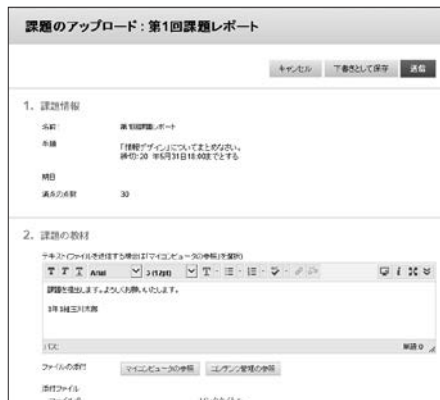 課題のアップロード：第1回課題レポート
キャンセル 下書きとして保存 送信
1. 課題情報
名前: 第1回課題レポート
手順 「情報デザイン」についてまとめなさい。
締切：20 年5月31日18:00までとする
期日
満点の点数 30
2. 課題の教材
テキストファイルを送信する場合は「マイコンピュータの参照」を選択
T T T Arial 3 (12pt) T
課題を提出します。よろしくお願いいたします。
3年 組玉川太郎
単語:0
ファイルの添付 マイコンピュータの参照 コンテンツ管理の参照
添付ファイル